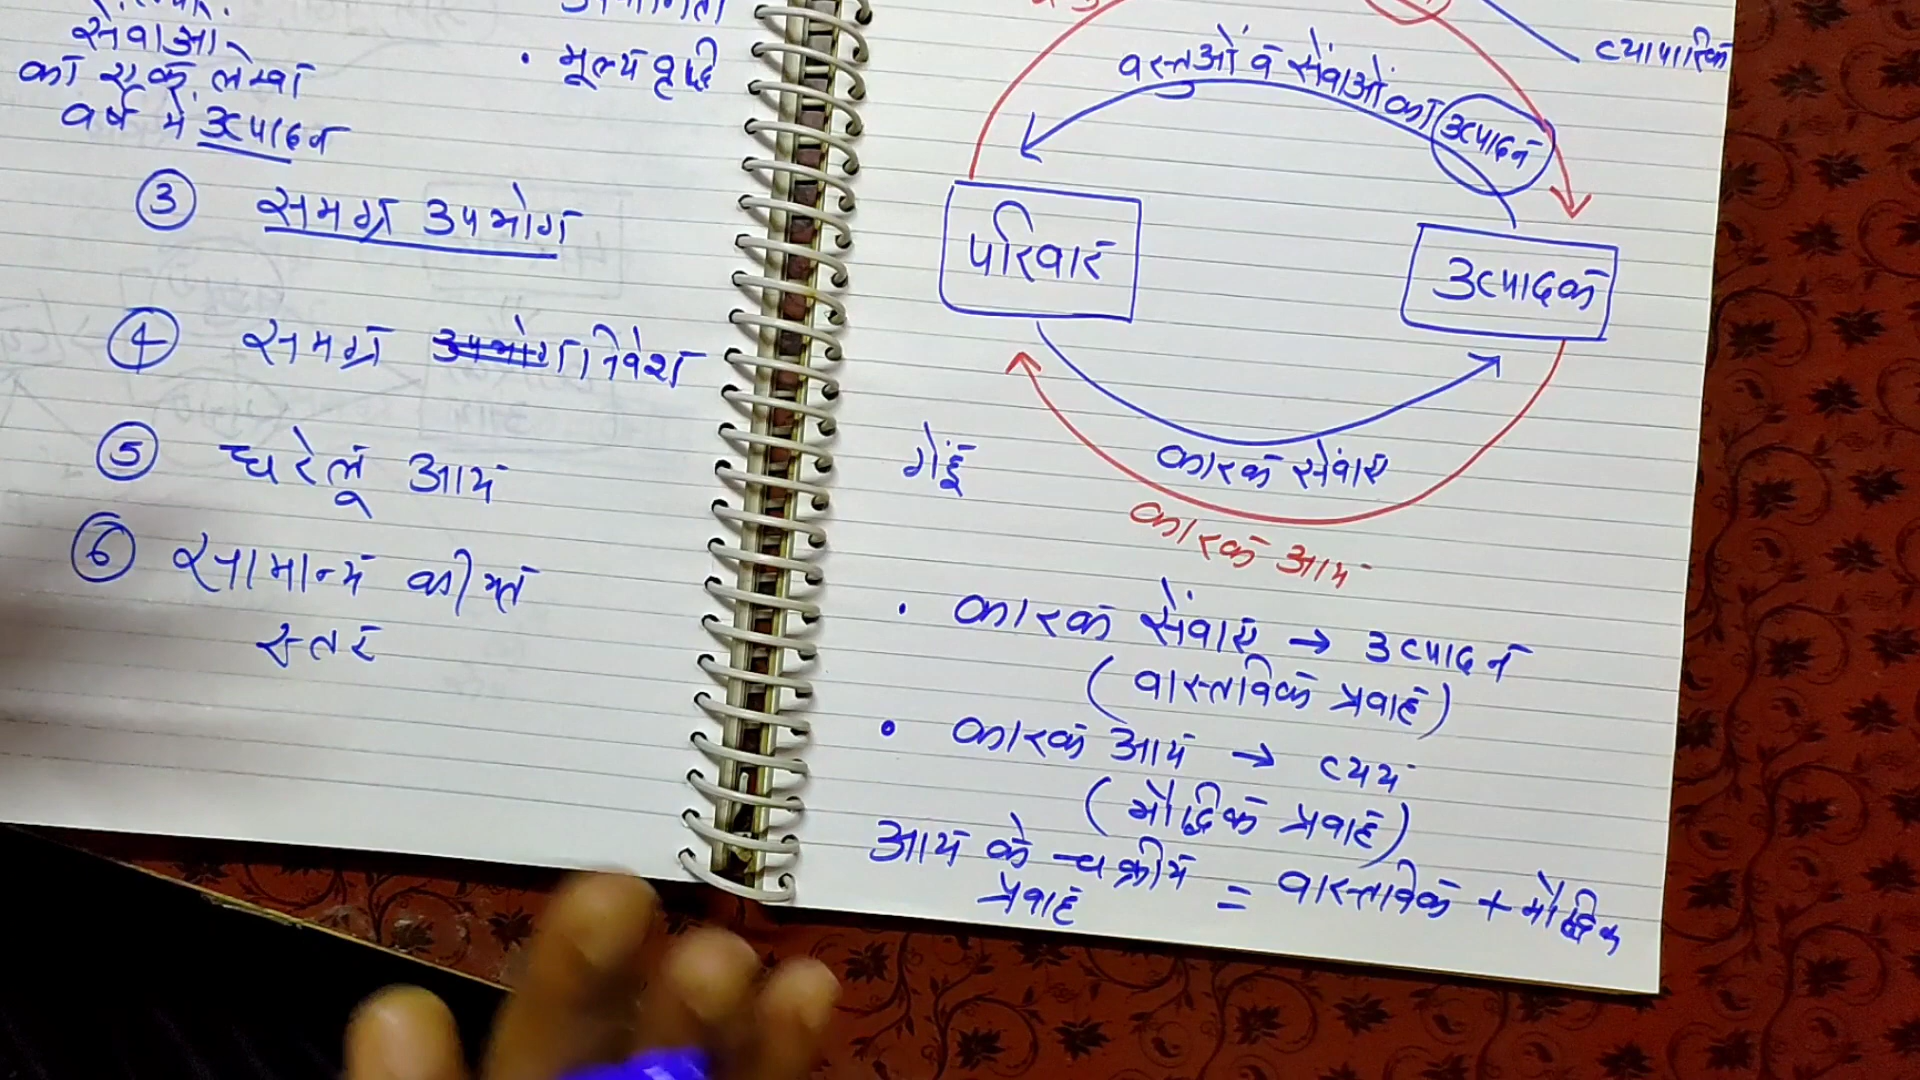 सेवाओं
का एक लेखा
वर्ष में उत्पादन
• मूल्य वृद्धि
③ समग्र उपभोग
④ समग्र निवेश
⑤ घरेलू आय
⑥ सामान्य कीमत
स्तर
व्यापारिक
वस्तुओं व सेवाओं का उत्पादन
परिवार
उत्पादक
गेहूं
कारक सेवाएं
कारक आय
• कारक सेवाएं → उत्पादन
(वास्तविक प्रवाह)
• कारक आय → व्यय
(मौद्रिक प्रवाह)
आय के चक्रीय = वास्तविक + मौद्रिक
प्रवाह